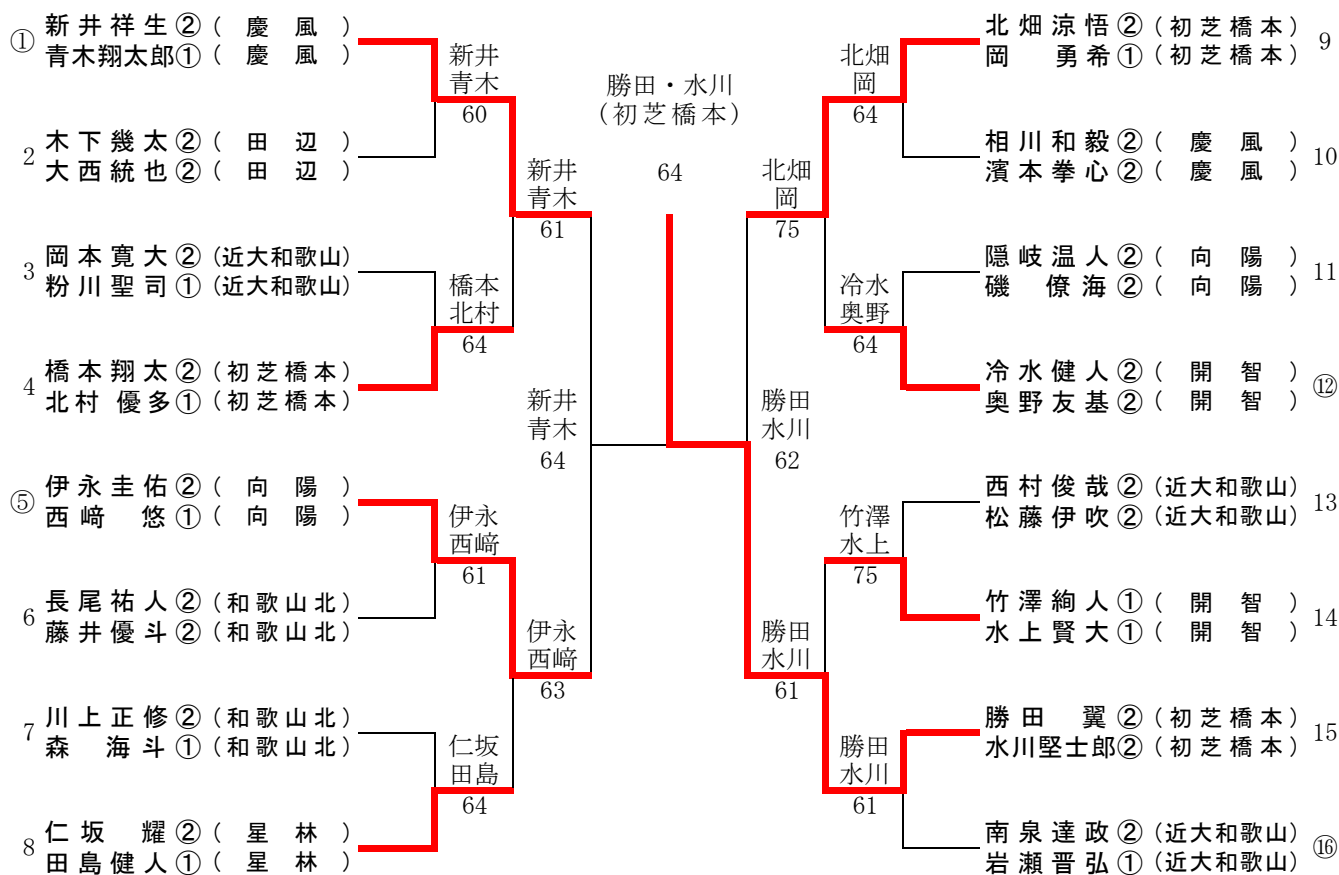 ① 新井祥生② ( 慶風 )
青木翔太郎① ( 慶風 )
2 木下幾太② ( 田辺 )
大西統也② ( 田辺 )
3 岡本寛大② (近大和歌山)
粉川聖司① (近大和歌山)
4 橋本翔太② (初芝橋本)
北村優多① (初芝橋本)
⑤ 伊永圭佑② ( 向陽 )
西﨑悠① ( 向陽 )
6 長尾祐人② (和歌山北)
藤井優斗② (和歌山北)
7 川上正修② (和歌山北)
森海斗① (和歌山北)
8 仁坂耀② ( 星林 )
田島健人① ( 星林 )
新井
青木
60
橋本
北村
64
伊永
西﨑
61
仁坂
田島
64
新井
青木
61
伊永
西﨑
63
新井
青木
64
勝田・水川
(初芝橋本)
64
勝田
水川
62
北畑
岡
75
勝田
水川
61
北畑
岡
64
冷水
奥野
64
竹澤
水上
75
勝田
水川
61
北畑涼悟② (初芝橋本) 9
岡勇希① (初芝橋本)
相川和毅② ( 慶風 ) 10
濱本拳心② ( 慶風 )
隠岐温人② ( 向陽 ) 11
磯僚海② ( 向陽 )
冷水健人② ( 開智 ) ⑫
奥野友基② ( 開智 )
西村俊哉② (近大和歌山) 13
松藤伊吹② (近大和歌山)
竹澤絢人① ( 開智 ) 14
水上賢大① ( 開智 )
勝田翼② (初芝橋本) 15
水川堅士郎② (初芝橋本)
南泉達政② (近大和歌山) ⑯
岩瀬晋弘① (近大和歌山)